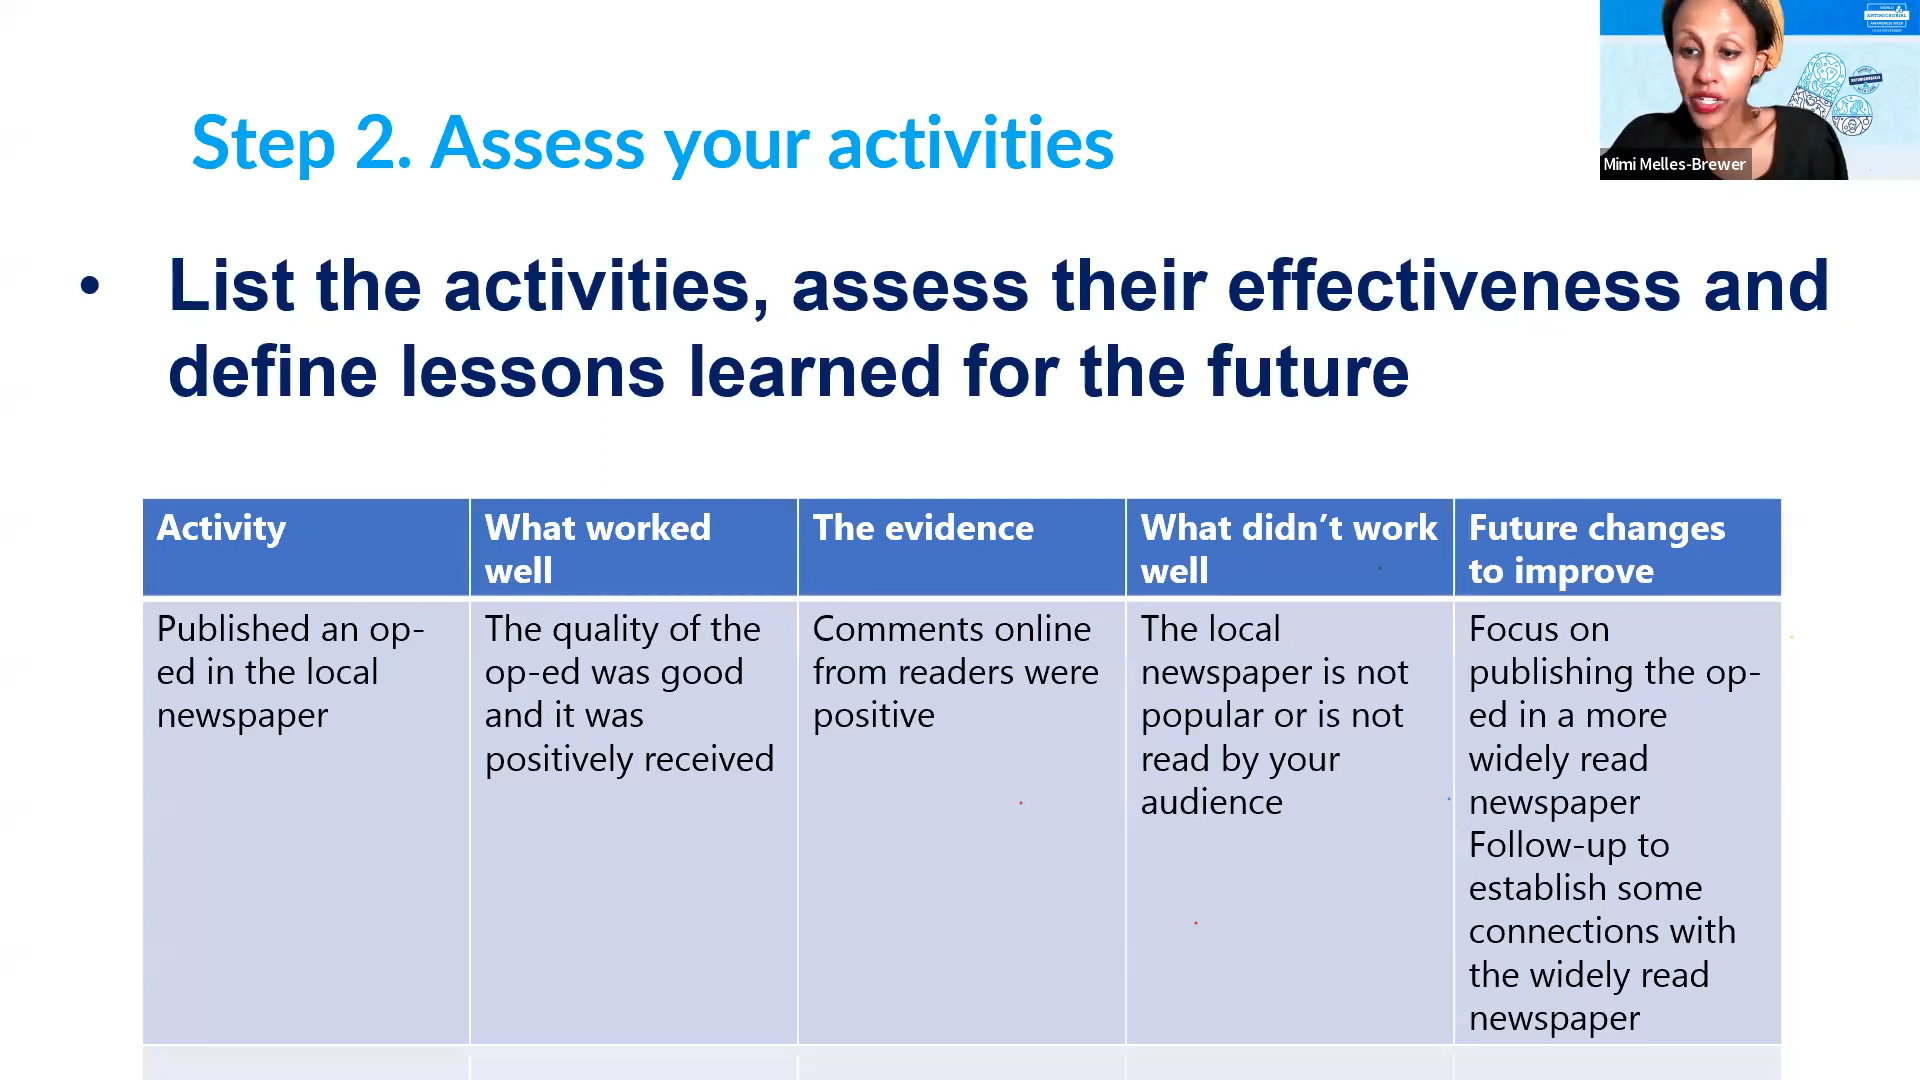 WORLD
ANTIMICROBIAL
AWARENESS WEEK
Mimi Melles-Brewer
Step 2. Assess your activities
• List the activities, assess their effectiveness and
define lessons learned for the future
Activity
What worked
well
The evidence
What didn’t work
well
Future changes
to improve
Published an op-
ed in the local
newspaper
The quality of the
op-ed was good
and it was
positively received
Comments online
from readers were
positive
The local
newspaper is not
popular or is not
read by your
audience
Focus on
publishing the op-
ed in a more
widely read
newspaper
Follow-up to
establish some
connections with
the widely read
newspaper